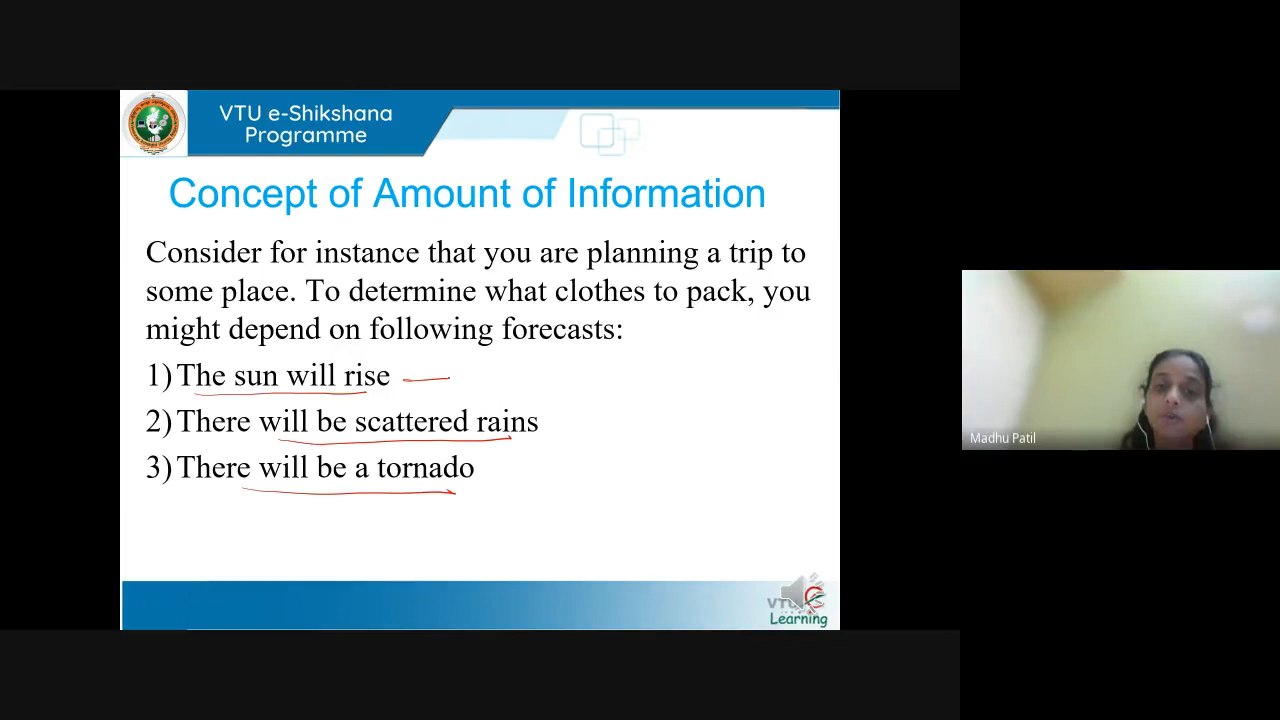 VTU e-Shikshana
Programme
Concept of Amount of Information
Consider for instance that you are planning a trip to
some place. To determine what clothes to pack, you
might depend on following forecasts:
1) The sun will rise
2) There will be scattered rains
3) There will be a tornado
Madhu Patil
VTU
Learning